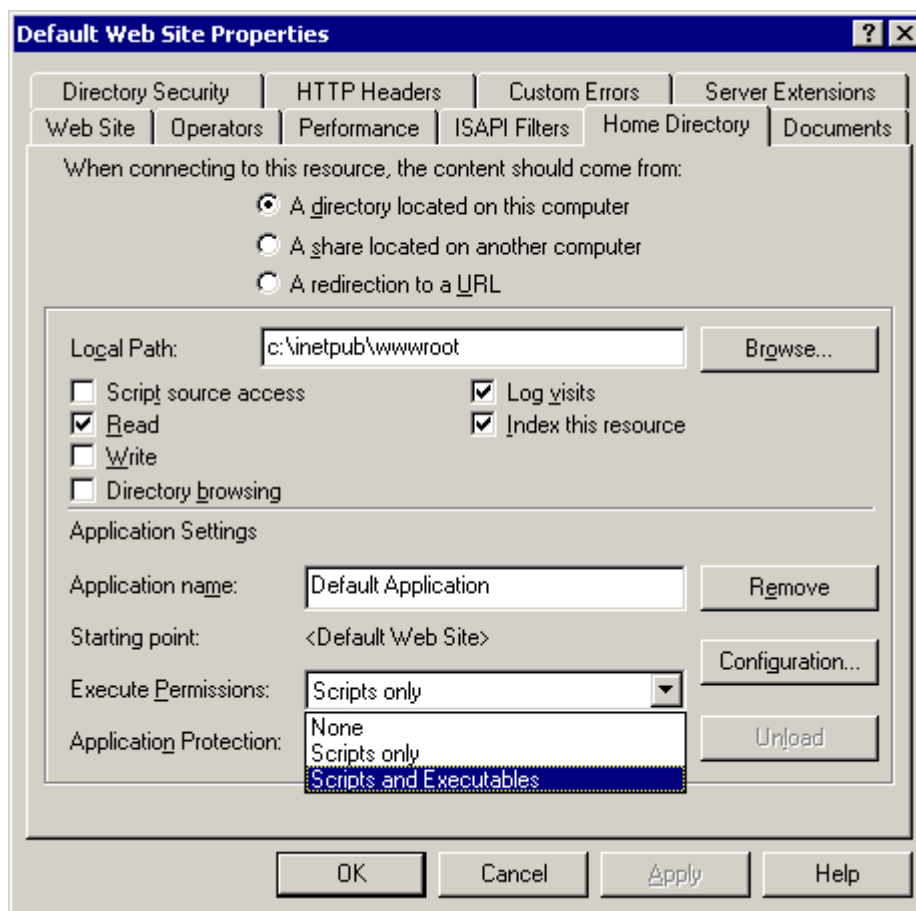 Default Web Site Properties
Directory Security HTTP Headers Custom Errors Server Extensions
Web Site Operators Performance ISAPI Filters Home Directory Documents
When connecting to this resource, the content should come from:
A directory located on this computer
A share located on another computer
A redirection to a URL
Local Path: c:\inetpub\wwwroot Browse...
Script source access Log visits
Read Index this resource
Write
Directory browsing
Application Settings
Application name: Default Application Remove
Starting point: <Default Web Site>
Configuration...
Execute Permissions: Scripts only
None
Application Protection: Scripts only Unload
Scripts and Executables
OK Cancel Apply Help